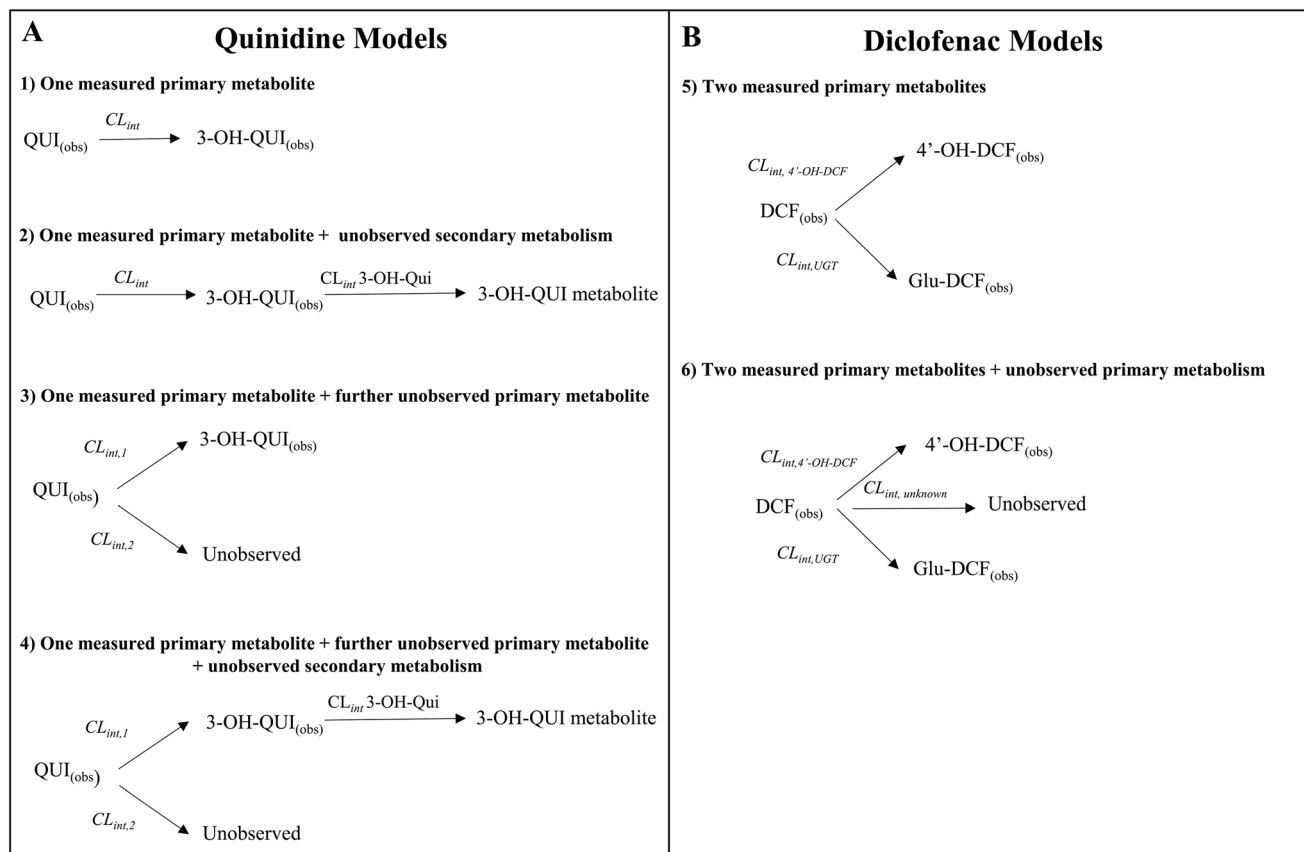 A
Quinidine Models
1) One measured primary metabolite
CLint
QUI(obs) 3-OH-QUI(obs)
2) One measured primary metabolite + unobserved secondary metabolism
CLint CLint 3-OH-Qui
QUI(obs) 3-OH-QUI(obs) 3-OH-QUI metabolite
3) One measured primary metabolite + further unobserved primary metabolite
3-OH-QUI(obs)
CLint,1
QUI(obs)
CLint,2
Unobserved
4) One measured primary metabolite + further unobserved primary metabolite
+ unobserved secondary metabolism
CLint 3-OH-Qui
3-OH-QUI(obs) 3-OH-QUI metabolite
CLint,1
QUI(obs)
CLint,2
Unobserved
B
Diclofenac Models
5) Two measured primary metabolites
4’-OH-DCF(obs)
CLint, 4’-OH-DCF
DCF(obs)
CLint,UGT
Glu-DCF(obs)
6) Two measured primary metabolites + unobserved primary metabolism
4’-OH-DCF(obs)
CLint,4’-OH-DCF
CLint, unknown
DCF(obs) Unobserved
CLint,UGT
Glu-DCF(obs)